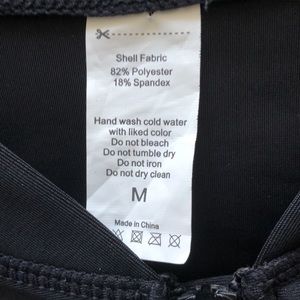 Shell Fabric
82% Polyester
18% Spandex
Hand wash cold water
with liked color
Do not bleach
Do not tumble dry
Do not iron
Do not dry clean
M
Made in China